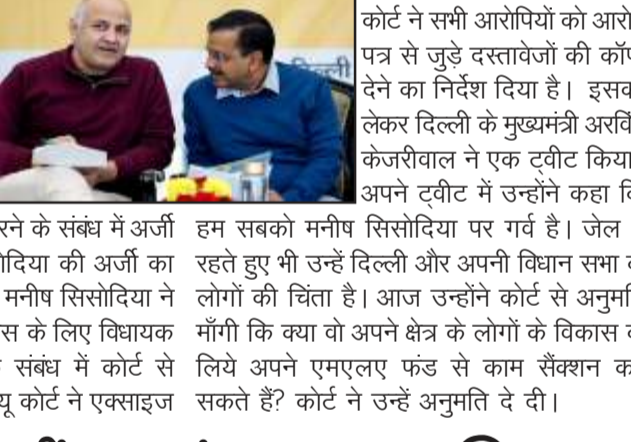 रने के संबंध में अर्जी
दिया की अर्जी का
मनीष सिसोदिया ने
स के लिए विधायक
संबंध में कोर्ट से
यू कोर्ट ने एक्साइज
कोर्ट ने सभी आरोपियों को आरो
पत्र से जुड़े दस्तावेजों की कॉ
देने का निर्देश दिया है। इस
लेकर दिल्ली के मुख्यमंत्री अरविं
केजरीवाल ने एक ट्वीट किया
अपने ट्वीट में उन्होंने कहा
हम सबको मनीष सिसोदिया पर गर्व है। जेल
रहते हुए भी उन्हें दिल्ली और अपनी विधान सभा
लोगों की चिंता है। आज उन्होंने कोर्ट से अनुम
माँगी कि क्या वो अपने क्षेत्र के लोगों के विकास
लिये अपने एमएलए फंड से काम सैंक्शन क
सकते हैं? कोर्ट ने उन्हें अनुमति दे दी।